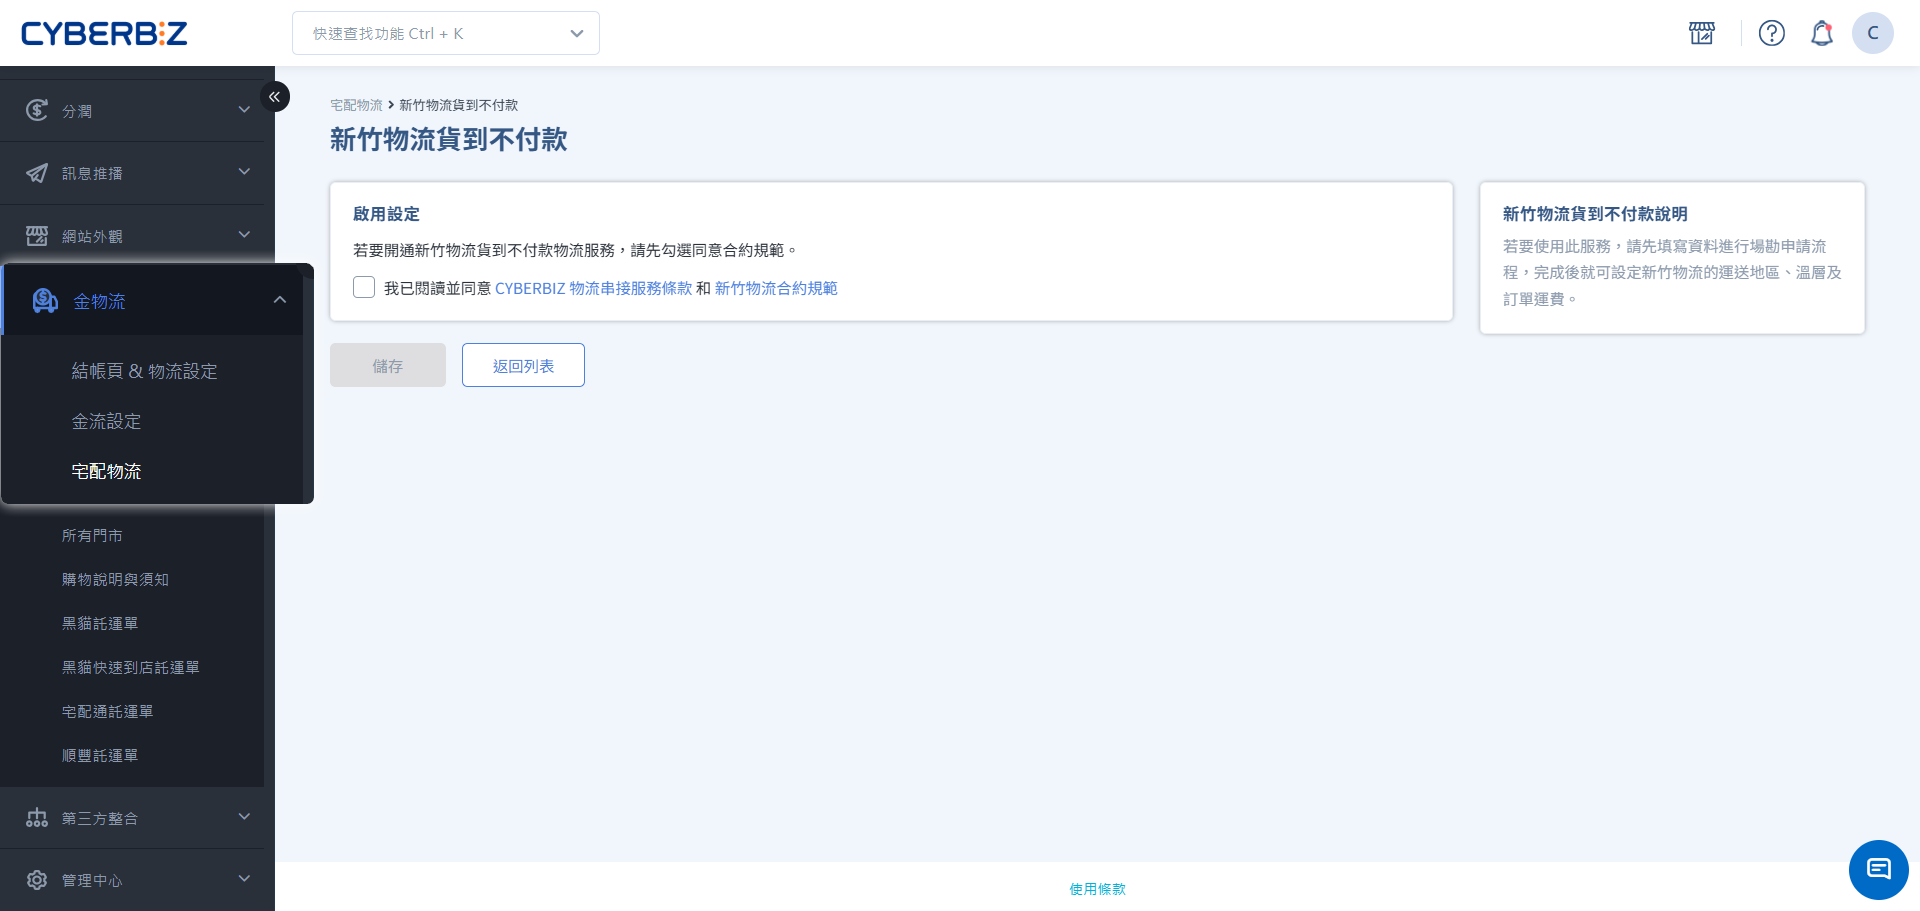 CYBERBIZ
快速查找功能 Ctrl + K
C
分潤
訊息推播
網站外觀
金物流
結帳頁 & 物流設定
金流設定
宅配物流
所有門市
購物說明與須知
黑貓託運單
黑貓快速到店託運單
宅配通託運單
順豐託運單
第三方整合
管理中心
宅配物流 > 新竹物流貨到不付款
新竹物流貨到不付款
啟用設定
若要開通新竹物流貨到不付款物流服務，請先勾選同意合約規範。
我已閱讀並同意 CYBERBIZ 物流串接服務條款 和 新竹物流合約規範
儲存
返回列表
新竹物流貨到不付款說明
若要使用此服務，請先填寫資料進行場勘申請流
程，完成後就可設定新竹物流的運送地區、溫層及
訂單運費。
使用條款